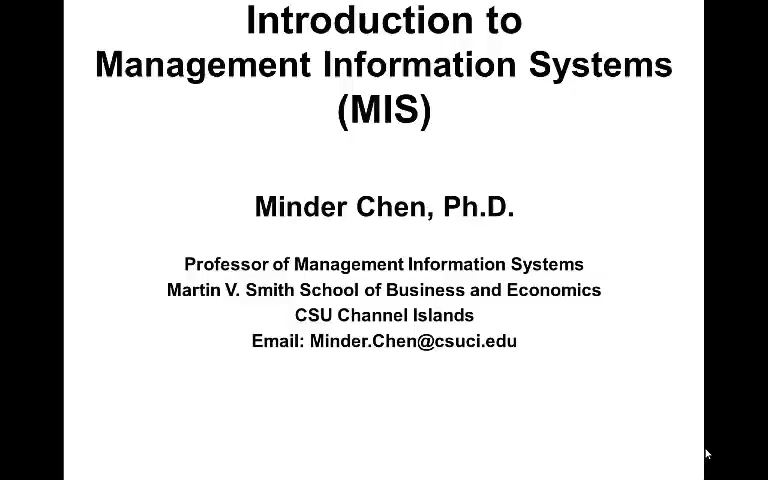 Introduction to
Management Information Systems
(MIS)
Minder Chen, Ph.D.
Professor of Management Information Systems
Martin V. Smith School of Business and Economics
CSU Channel Islands
Email: Minder.Chen@csuci.edu